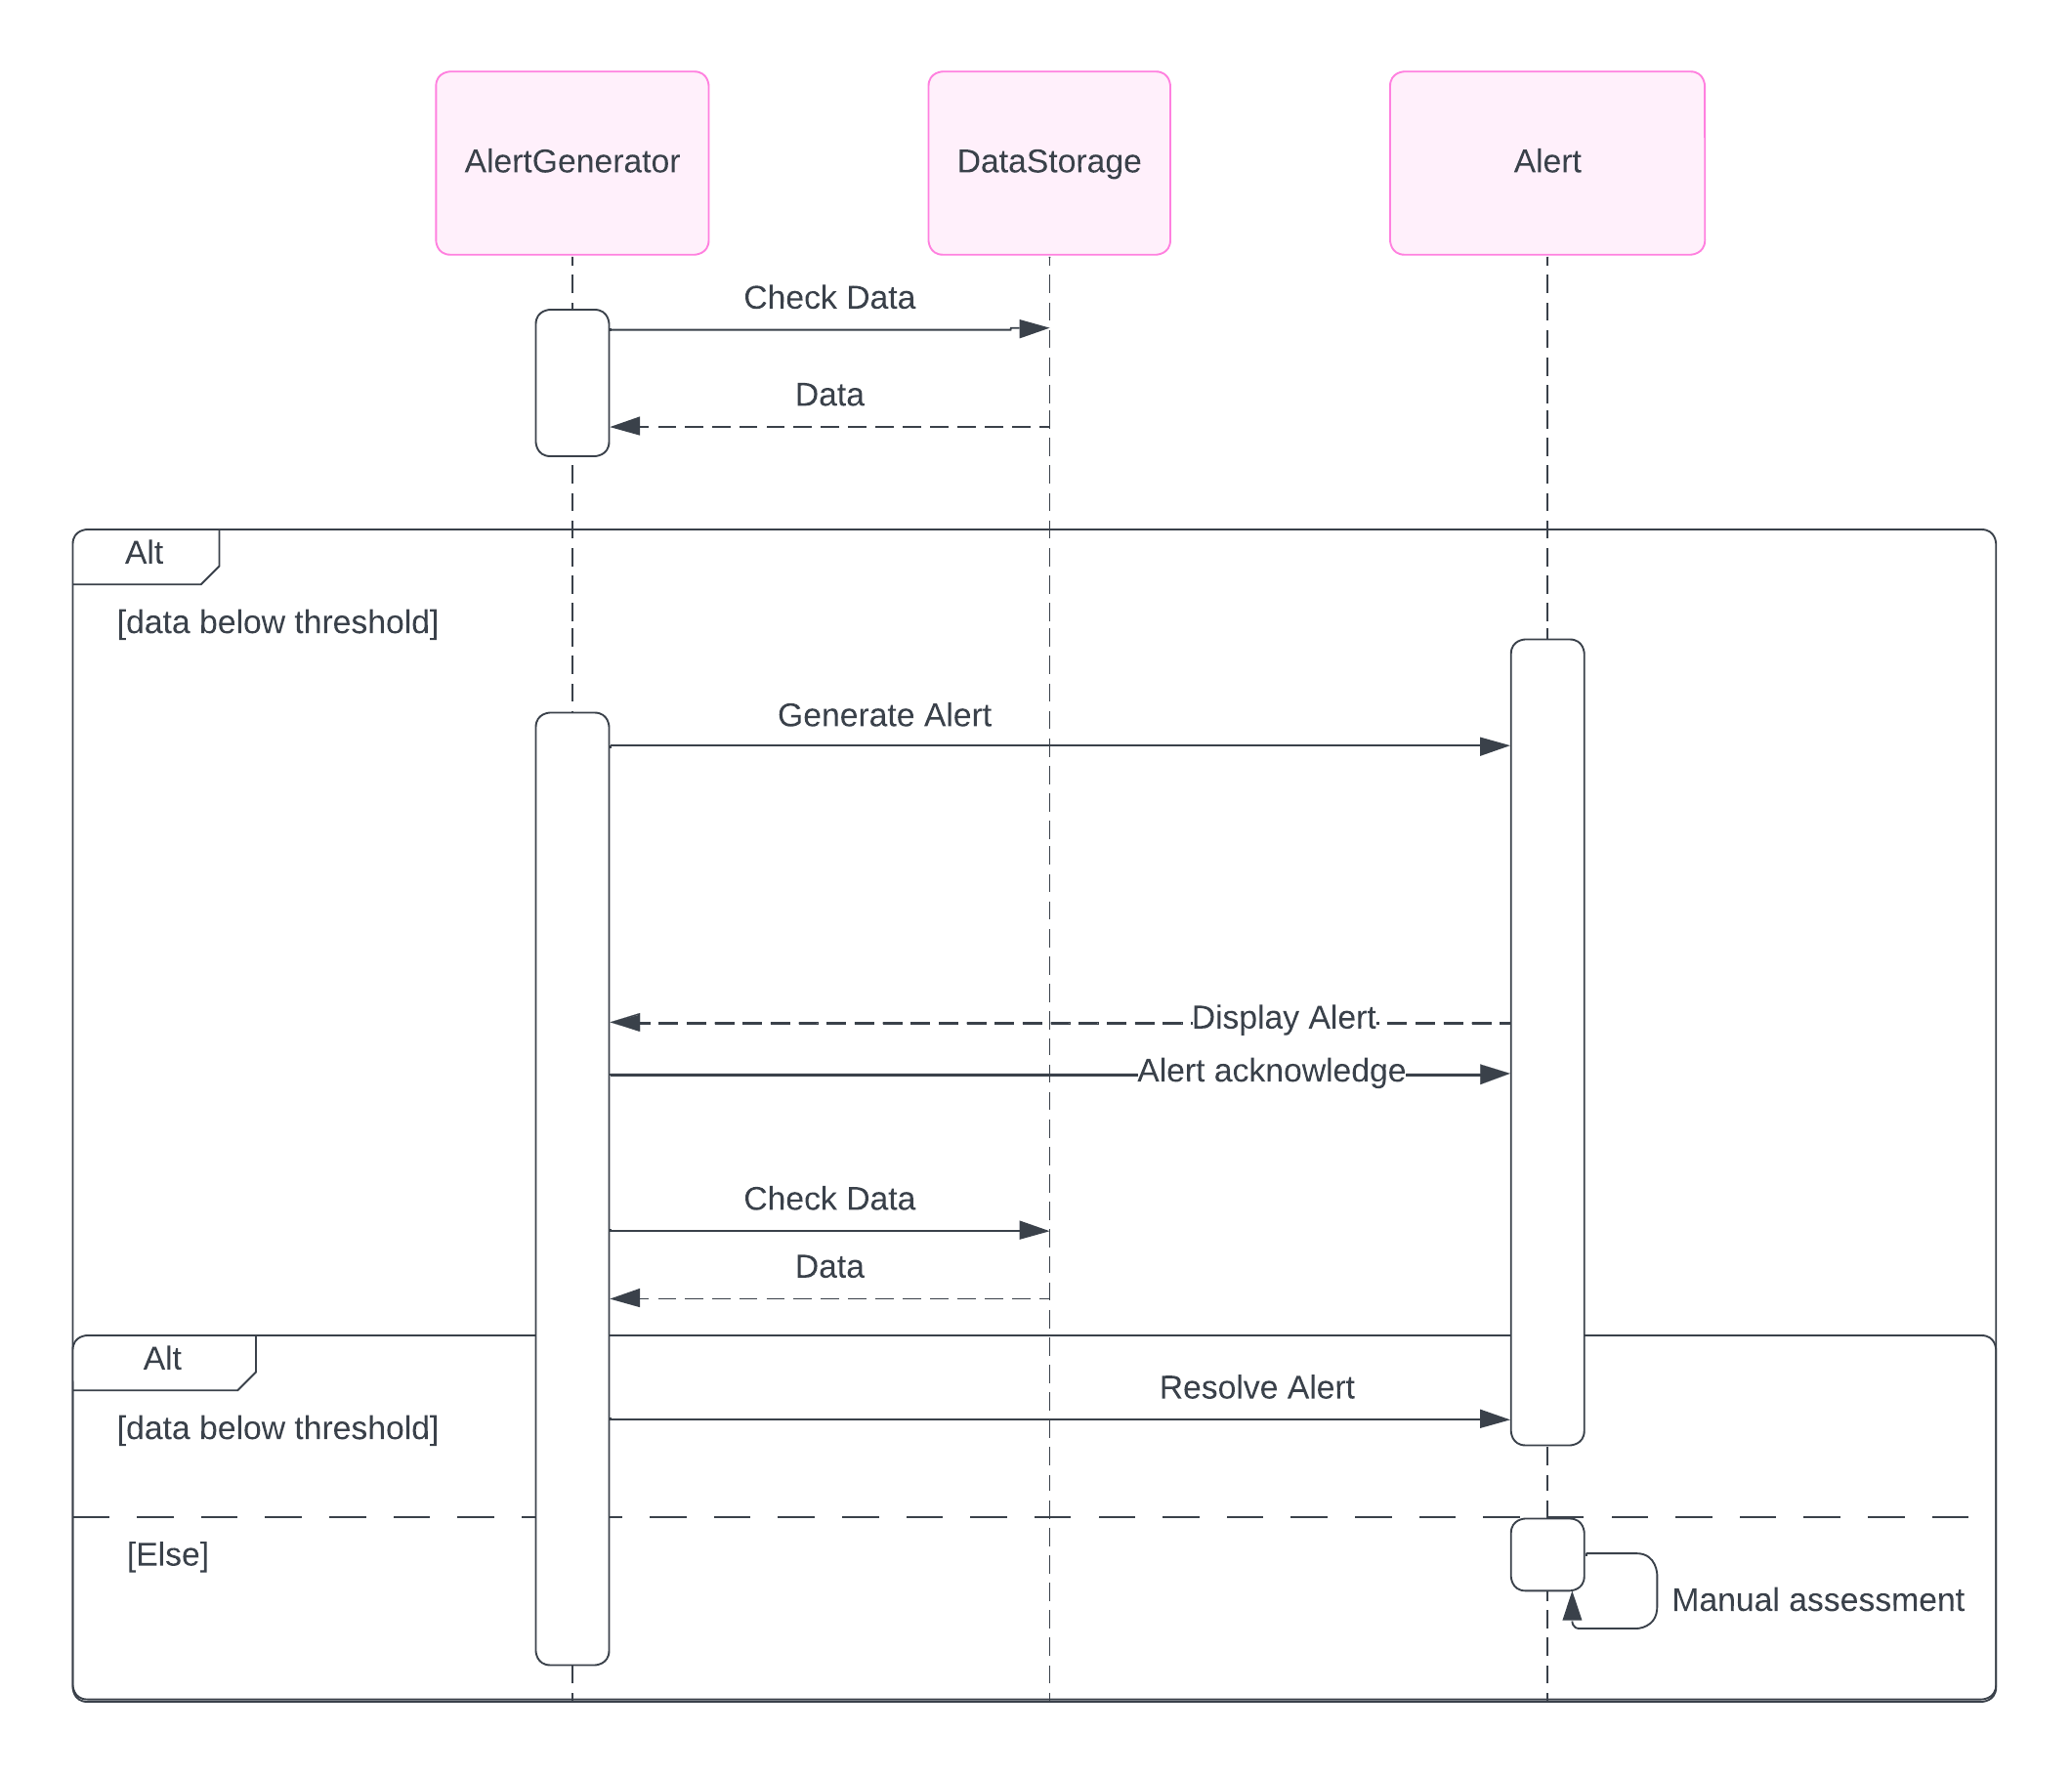 AlertGenerator
DataStorage
Alert
Check Data
Data
Alt
[data below threshold]
Generate Alert
Display Alert
Alert acknowledge
Check Data
Data
Alt
Resolve Alert
[data below threshold]
[Else]
Manual assessment